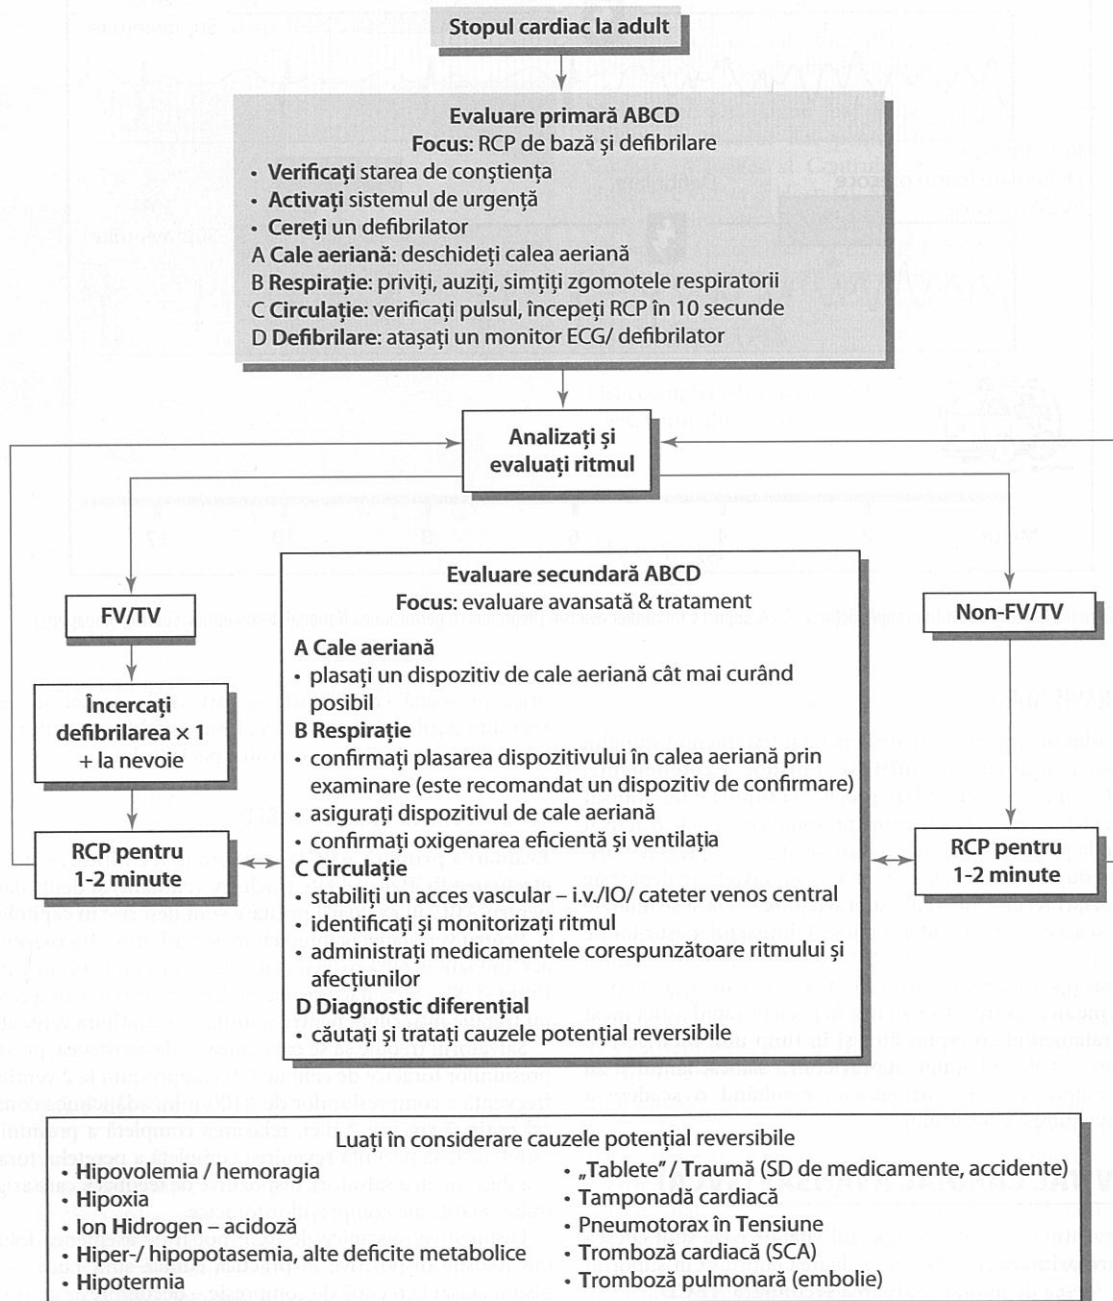 Stopul cardiac la adult
Evaluare primară ABCD
Focus: RCP de bază și defibrilare
• Verificați starea de conștiența
• Activați sistemul de urgență
• Cereți un defibrilator
A Cale aeriană: deschideți calea aeriană
B Respirație: priviți, auziți, simțiți zgomotele respiratorii
C Circulație: verificați pulsul, începeți RCP în 10 secunde
D Defibrilare: atașați un monitor ECG/ defibrilator
Analizați și
evaluați ritmul
FV/TV
Încercați
defibrilarea × 1
+ la nevoie
RCP pentru
1-2 minute
Evaluare secundară ABCD
Focus: evaluare avansată & tratament
A Cale aeriană
• plasați un dispozitiv de cale aeriană cât mai curând
posibil
B Respirație
• confirmați plasarea dispozitivului în calea aeriană prin
examinare (este recomandat un dispozitiv de confirmare)
• asigurați dispozitivul de cale aeriană
• confirmați oxigenarea eficientă și ventilația
C Circulație
• stabiliți un acces vascular – i.v./IO/ cateter venos central
• identificați și monitorizați ritmul
• administrați medicamentele corespunzătoare ritmului și
afecțiunilor
D Diagnostic diferențial
• căutați și tratați cauzele potențial reversibile
Non-FV/TV
RCP pentru
1-2 minute
Luați în considerare cauzele potențial reversibile
• Hipovolemia / hemoragia
• Hipoxia
• Ion Hidrogen – acidoză
• Hiper-/ hipopotasemia, alte deficite metabolice
• Hipotermia
• „Tablete” / Traumă (SD de medicamente, accidente)
• Tamponadă cardiacă
• Pneumotorax în Tensiune
• Tromboză cardiacă (SCA)
• Tromboză pulmonară (embolie)